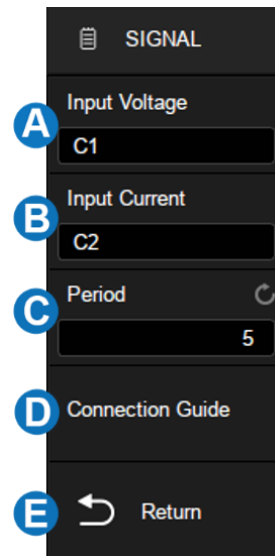 SIGNAL
A
Input Voltage
C1
B
Input Current
C2
C
Period
5
D
Connection Guide
E
Return